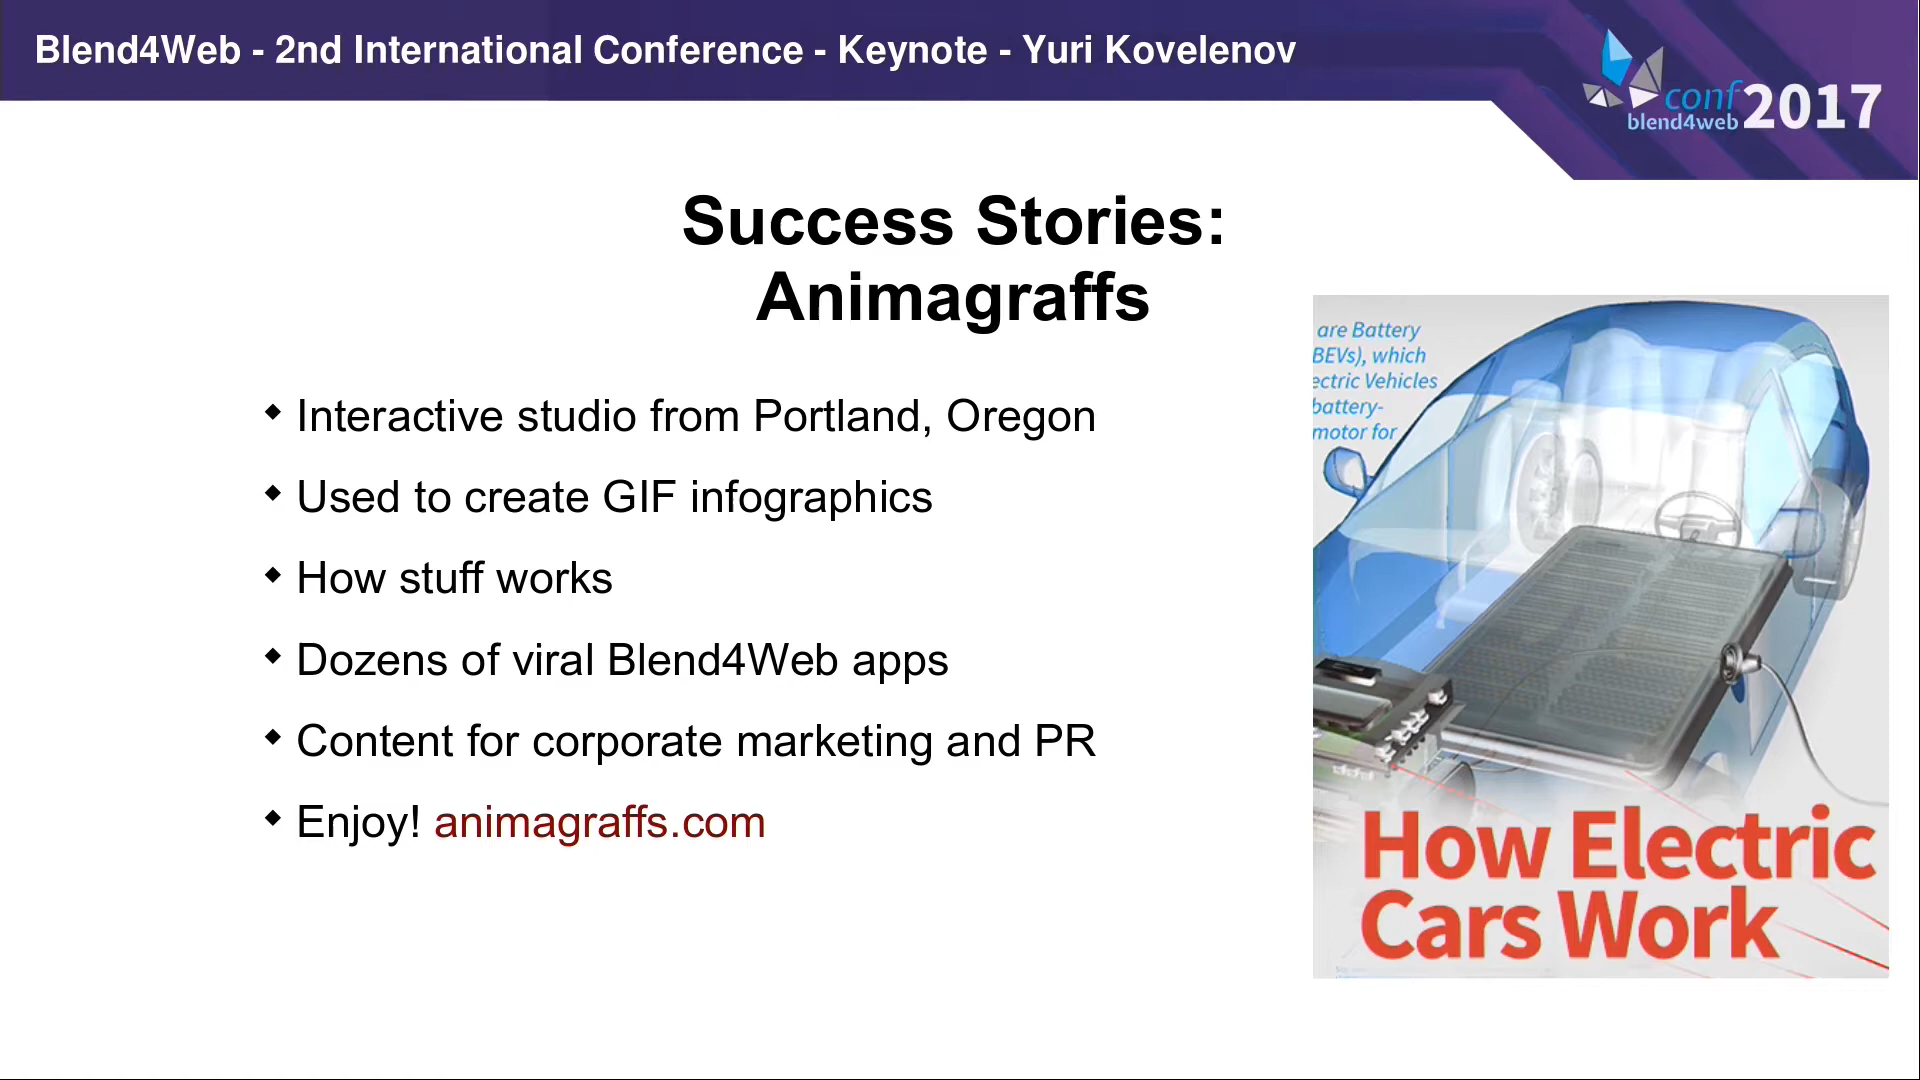 Blend4Web - 2nd International Conference - Keynote - Yuri Kovelenov
conf
blend4web 2017
Success Stories:
Animagraffs
Interactive studio from Portland, Oregon
Used to create GIF infographics
How stuff works
Dozens of viral Blend4Web apps
Content for corporate marketing and PR
Enjoy! animagraffs.com
are Battery
BEVs), which
ectric Vehicles
battery-
motor for
How Electric
Cars Work